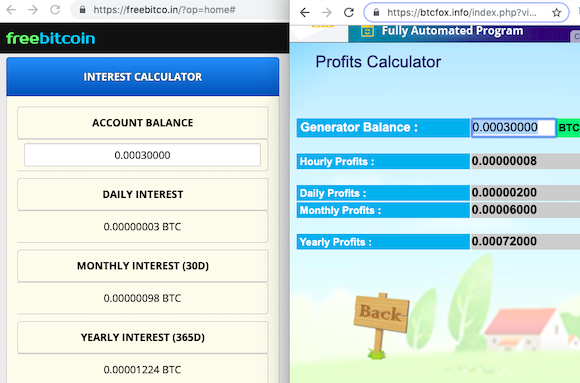 https://freebitco.in/?op=home#
freebitcoin
INTEREST CALCULATOR
ACCOUNT BALANCE
0.00030000
DAILY INTEREST
0.00000003 BTC
MONTHLY INTEREST (30D)
0.00000098 BTC
YEARLY INTEREST (365D)
0.00001224 BTC
https://btcfox.info/index.php?vi...
Fully Automated Program
Profits Calculator
Generator Balance : 0.00030000 BTC
Hourly Profits : 0.00000008
Daily Profits : 0.00000200
Monthly Profits : 0.00006000
Yearly Profits : 0.00072000
Back